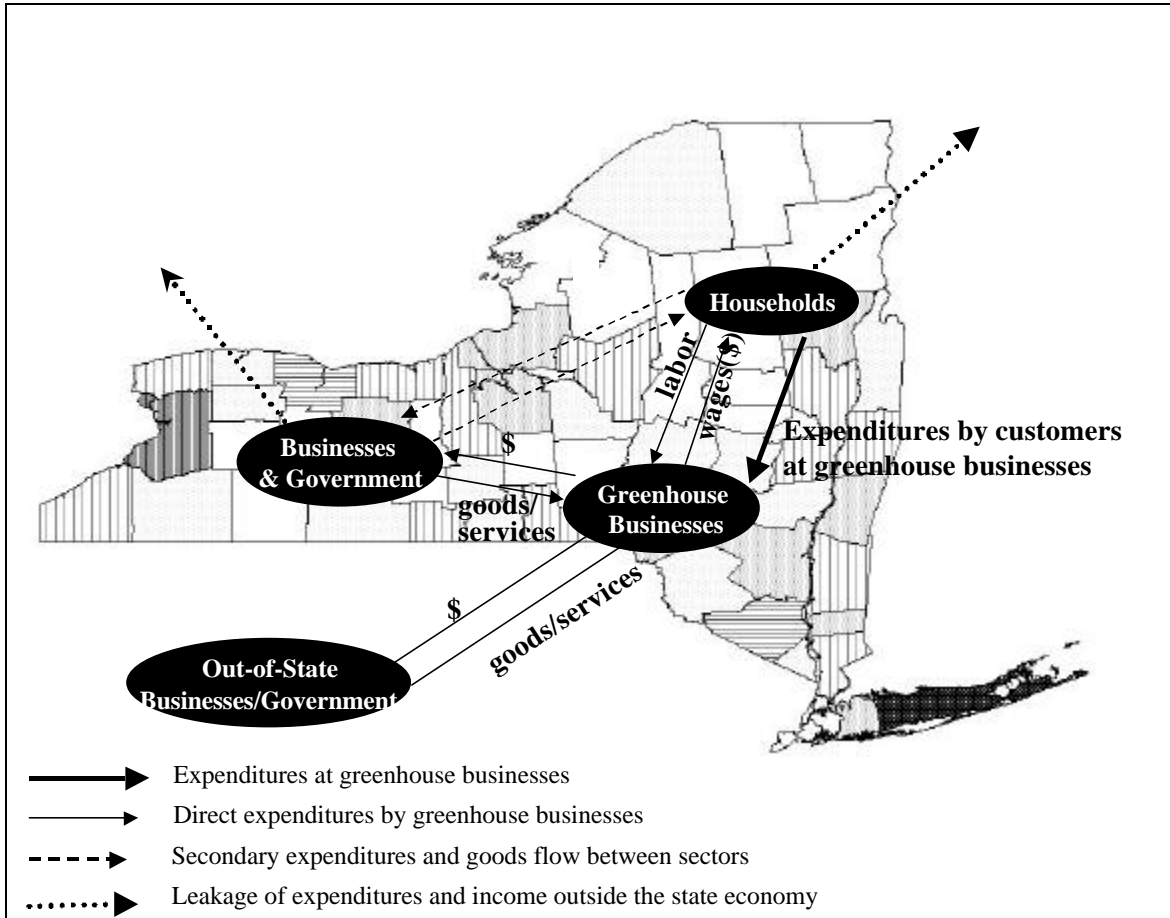 Households
labor
wages($)
Expenditures by customers
at greenhouse businesses
Businesses
& Government
$
goods/
services
Greenhouse
Businesses
$
goods/services
Out-of-State
Businesses/Government
Expenditures at greenhouse businesses
Direct expenditures by greenhouse businesses
Secondary expenditures and goods flow between sectors
Leakage of expenditures and income outside the state economy